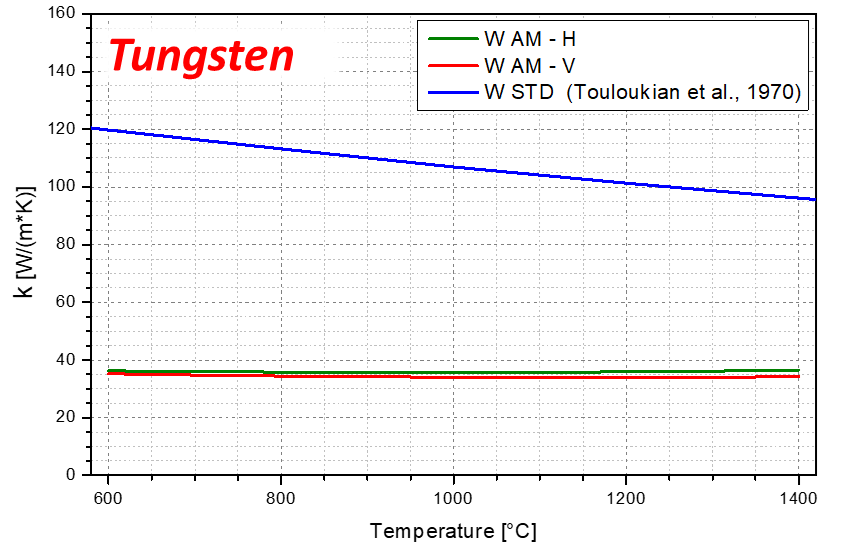 Tungsten
W AM - H
W AM - V
W STD (Touloukian et al., 1970)
k [W/(m*K)]
160
140
120
100
80
60
40
20
0
600 800 1000 1200 1400
Temperature [°C]